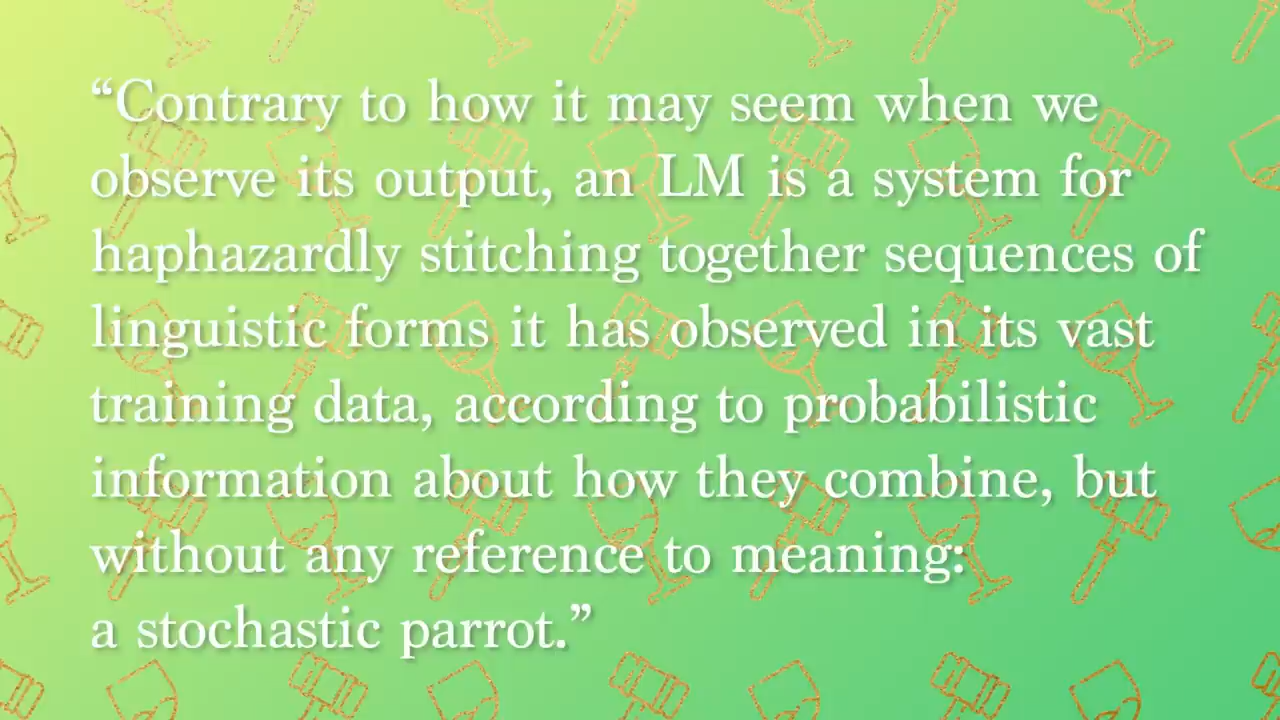 “Contrary to how it may seem when we
observe its output, an LM is a system for
haphazardly stitching together sequences of
linguistic forms it has observed in its vast
training data, according to probabilistic
information about how they combine, but
without any reference to meaning:
a stochastic parrot.”